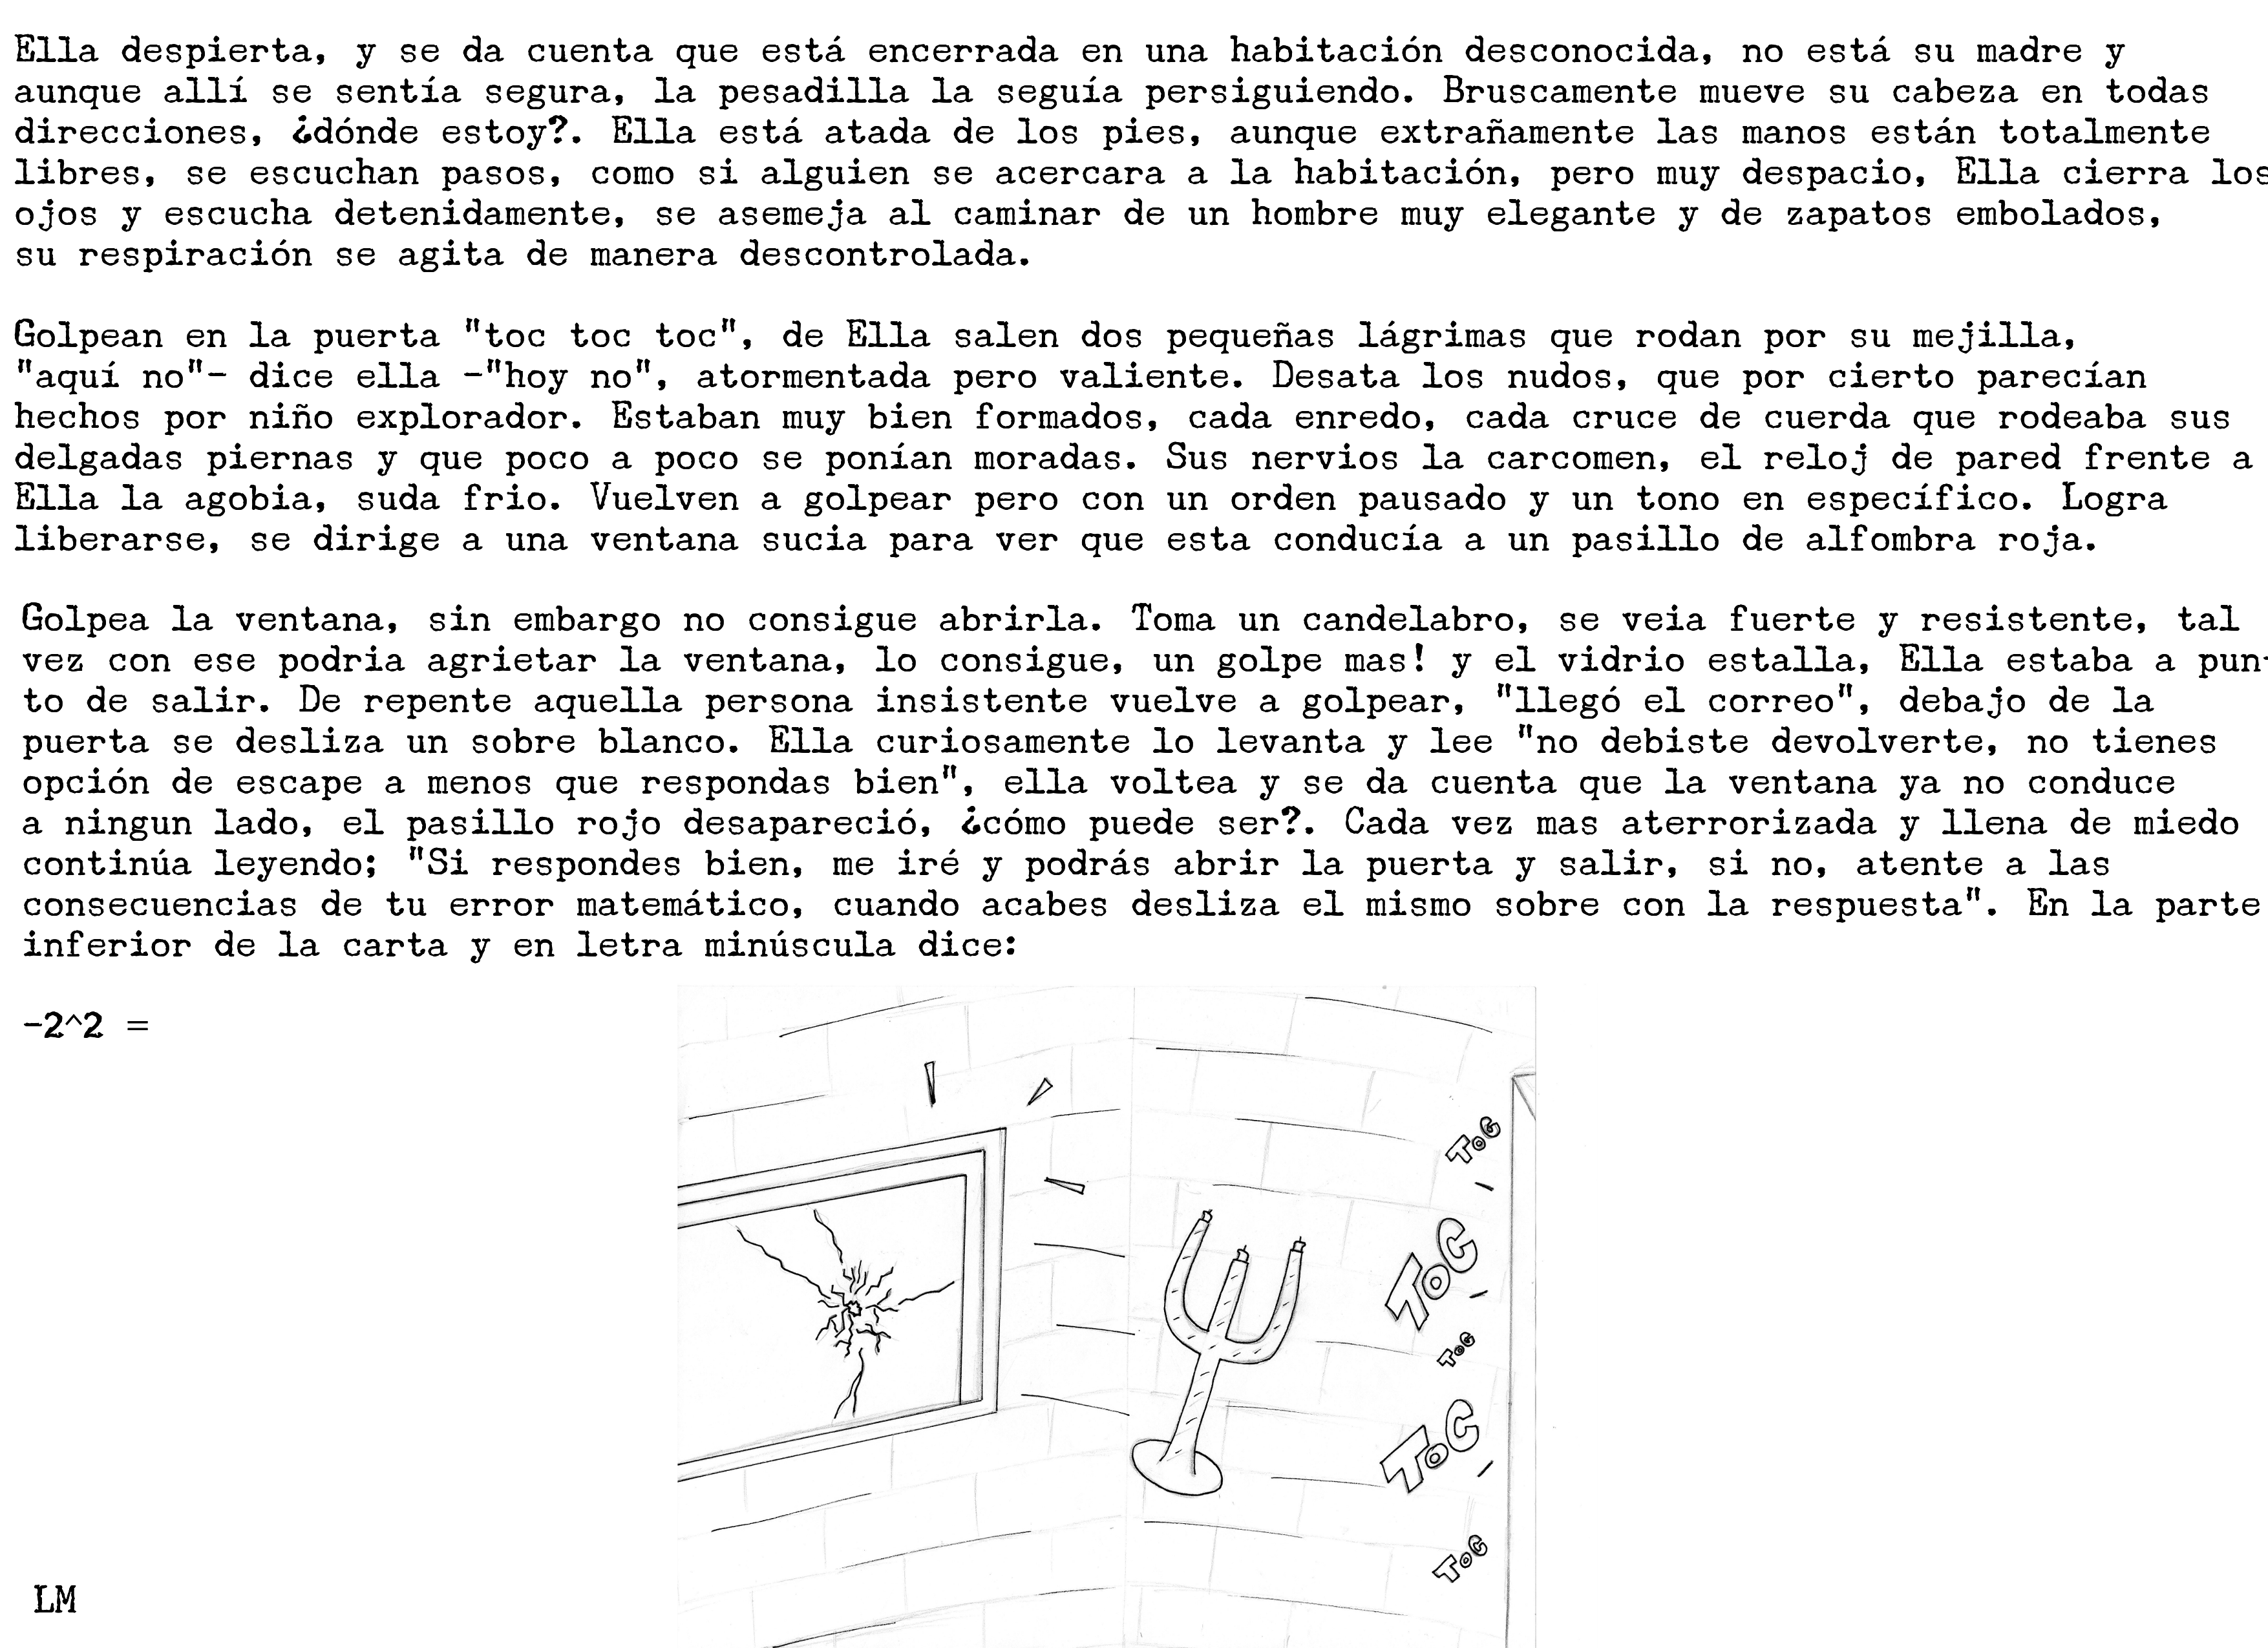 Ella despierta, y se da cuenta que está encerrada en una habitación desconocida, no está su madre y
aunque allí se sentía segura, la pesadilla la seguía persiguiendo. Bruscamente mueve su cabeza en todas
direcciones, ¿dónde estoy?. Ella está atada de los pies, aunque extrañamente las manos están totalmente
libres, se escuchan pasos, como si alguien se acercara a la habitación, pero muy despacio, Ella cierra los
ojos y escucha detenidamente, se asemeja al caminar de un hombre muy elegante y de zapatos embolados,
su respiración se agita de manera descontrolada.
Golpean en la puerta "toc toc toc", de Ella salen dos pequeñas lágrimas que rodan por su mejilla,
"aquí no"- dice ella -"hoy no", atormentada pero valiente. Desata los nudos, que por cierto parecían
hechos por niño explorador. Estaban muy bien formados, cada enredo, cada cruce de cuerda que rodeaba sus
delgadas piernas y que poco a poco se ponían moradas. Sus nervios la carcomen, el reloj de pared frente a
Ella la agobia, suda frio. Vuelven a golpear pero con un orden pausado y un tono en específico. Logra
liberarse, se dirige a una ventana sucia para ver que esta conducía a un pasillo de alfombra roja.
Golpea la ventana, sin embargo no consigue abrirla. Toma un candelabro, se veia fuerte y resistente, tal
vez con ese podria agrietar la ventana, lo consigue, un golpe mas! y el vidrio estalla, Ella estaba a pun-
to de salir. De repente aquella persona insistente vuelve a golpear, "llegó el correo", debajo de la
puerta se desliza un sobre blanco. Ella curiosamente lo levanta y lee "no debiste devolverte, no tienes
opción de escape a menos que respondas bien", ella voltea y se da cuenta que la ventana ya no conduce
a ningun lado, el pasillo rojo desapareció, ¿cómo puede ser?. Cada vez mas aterrorizada y llena de miedo
continúa leyendo; "Si respondes bien, me iré y podrás abrir la puerta y salir, si no, atente a las
consecuencias de tu error matemático, cuando acabes desliza el mismo sobre con la respuesta". En la parte
inferior de la carta y en letra minúscula dice:
-2^2 =
TOC
TOC
TOC
TOC
TOC
LM